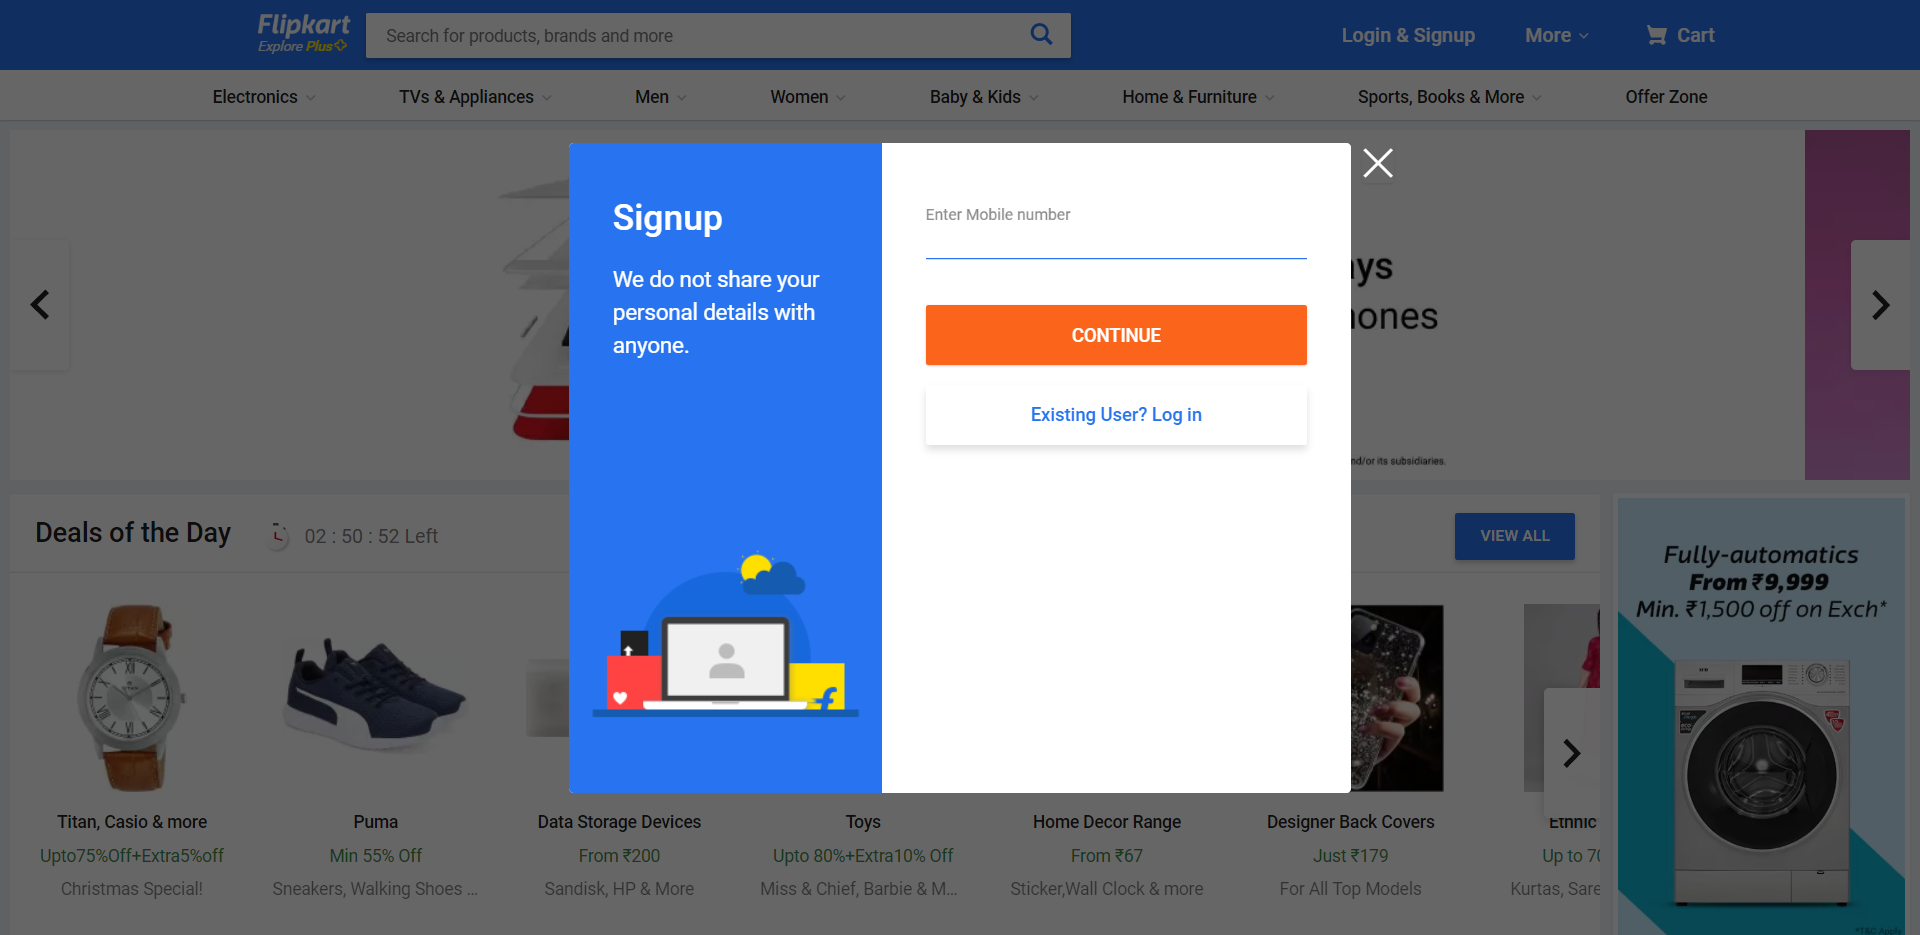 Flipkart
Explore Plus
Search for products, brands and more
Login & Signup
More
Cart
Electronics
TVs & Appliances
Men
Women
Baby & Kids
Home & Furniture
Sports, Books & More
Offer Zone
Signup
We do not share your
personal details with
anyone.
Enter Mobile number
CONTINUE
Existing User? Log in
ays
ones
nd/or its subsidiaries.
Deals of the Day
02 : 50 : 52 Left
VIEW ALL
Fully-automatics
From ₹9,999
Min. ₹1,500 off on Exch*
Titan, Casio & more
Upto75%Off+Extra5%off
Christmas Special!
Puma
Min 55% Off
Sneakers, Walking Shoes ...
Data Storage Devices
From ₹200
Sandisk, HP & More
Toys
Upto 80%+Extra10% Off
Miss & Chief, Barbie & M...
Home Decor Range
From ₹67
Sticker,Wall Clock & more
Designer Back Covers
Just ₹179
For All Top Models
Ethnic
Up to 70
Kurtas, Sare
*T&C Apply